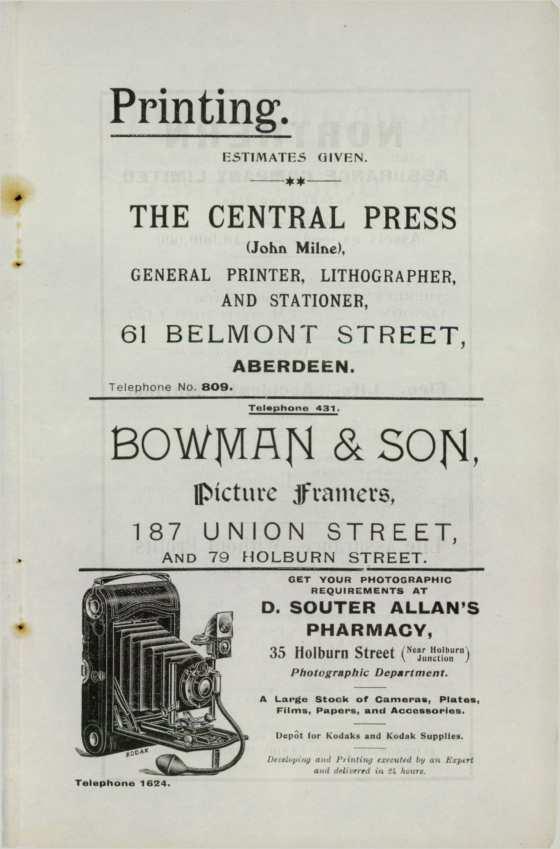 Printing.
ESTIMATES GIVEN.
THE CENTRAL PRESS
(John Milne),
GENERAL PRINTER, LITHOGRAPHER,
AND STATIONER,
61 BELMONT STREET,
ABERDEEN.
Telephone No. 809.
Telephone 431.
BOWMAN & SON,
Picture Framers,
187 UNION STREET,
AND 79 HOLBURN STREET.
GET YOUR PHOTOGRAPHIC
REQUIREMENTS AT
D. SOUTER ALLAN'S
PHARMACY,
35 Holburn Street (Near Holburn Junction)
Photographic Department.
A Large Stock of Cameras, Plates,
Films, Papers, and Accessories.
Depôt for Kodaks and Kodak Supplies.
Developing and Printing executed by an Expert
and delivered in 24 hours.
KODAK
Telephone 1624.